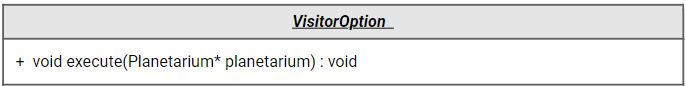 VisitorOption
+ void execute(Planetarium* planetarium) : void